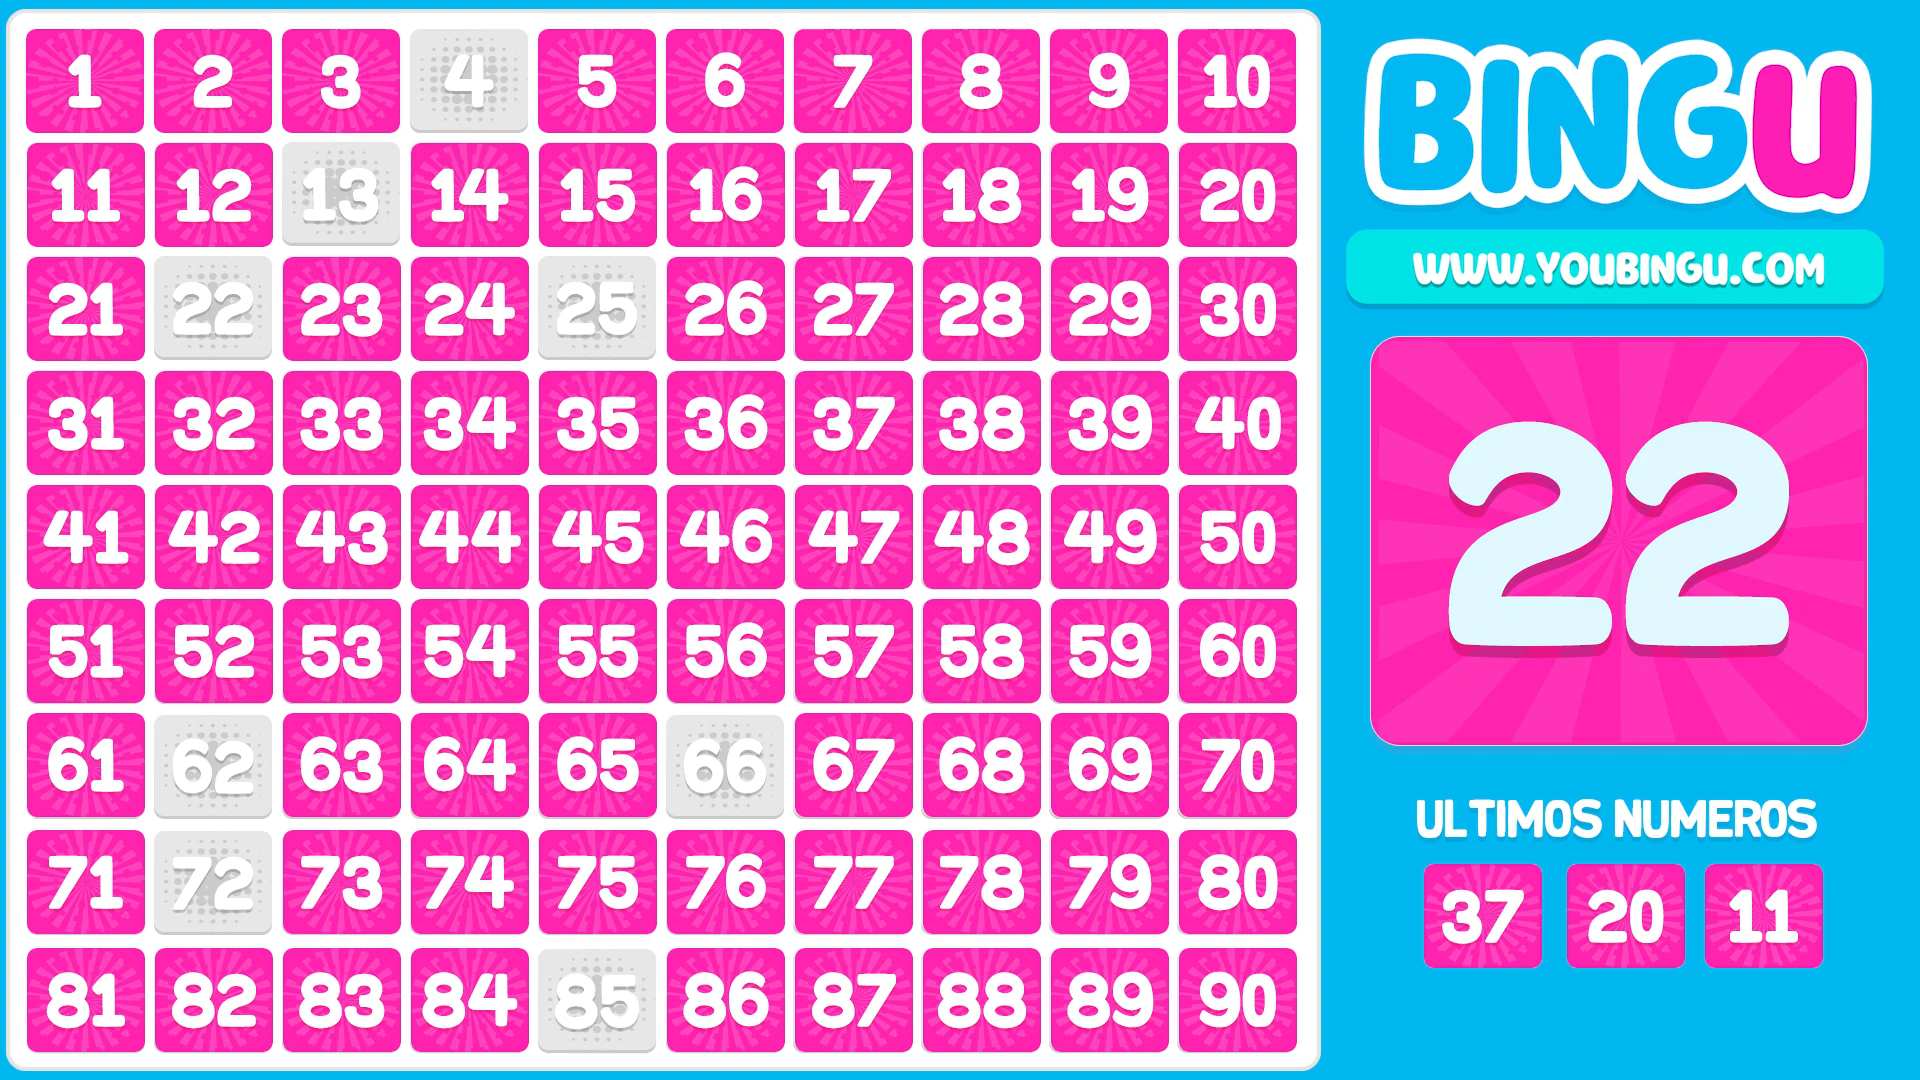 1 2 3 4 5 6 7 8 9 10
11 12 13 14 15 16 17 18 19 20
21 22 23 24 25 26 27 28 29 30
31 32 33 34 35 36 37 38 39 40
41 42 43 44 45 46 47 48 49 50
51 52 53 54 55 56 57 58 59 60
61 62 63 64 65 66 67 68 69 70
71 72 73 74 75 76 77 78 79 80
81 82 83 84 85 86 87 88 89 90
BINGU
WWW.YOUBINGU.COM
22
ULTIMOS NUMEROS
37 20 11